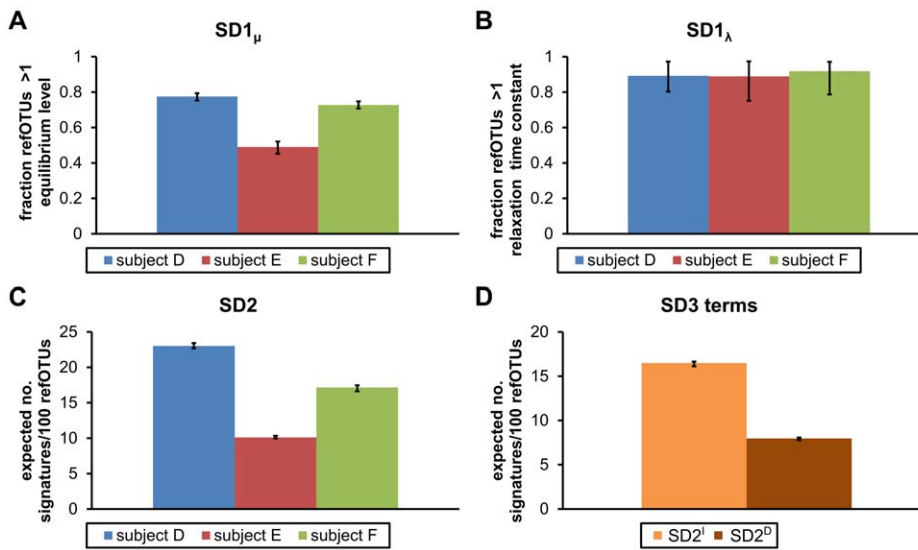 A
SD1μ
fraction refOTUs >1
equilibrium level
1
0.8
0.6
0.4
0.2
0
subject D subject E subject F
B
SD1λ
fraction refOTUs >1
relaxation time constant
1
0.8
0.6
0.4
0.2
0
subject D subject E subject F
C
SD2
expected no.
signatures/100 refOTUs
25
20
15
10
5
0
subject D subject E subject F
D
SD3 terms
expected no.
signatures/100 refOTUs
20
15
10
5
0
SD2ᴵ SD2ᴰ